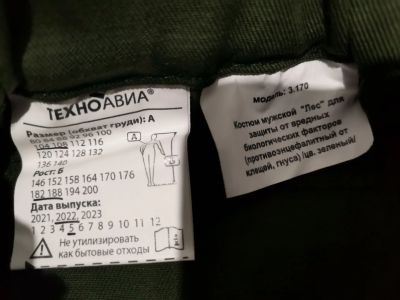 ТЕХНОАВИА®
Размер (обхват груди): А
80 84 88 92 96 100
104 108 112 116
120 124 128 132
136 140
Рост: Б
146 152 158 164 170 176
182 188 194 200
Дата выпуска:
2021, 2022, 2023
1 2 3 4 5 6 7 8 9 10 11 12
Не утилизировать
как бытовые отходы
А
Модель: 3.170
Костюм мужской "Лес" для
защиты от вредных
биологических факторов
(противоэнцефалитный от
клещей, гнуса) /цв. зеленый/